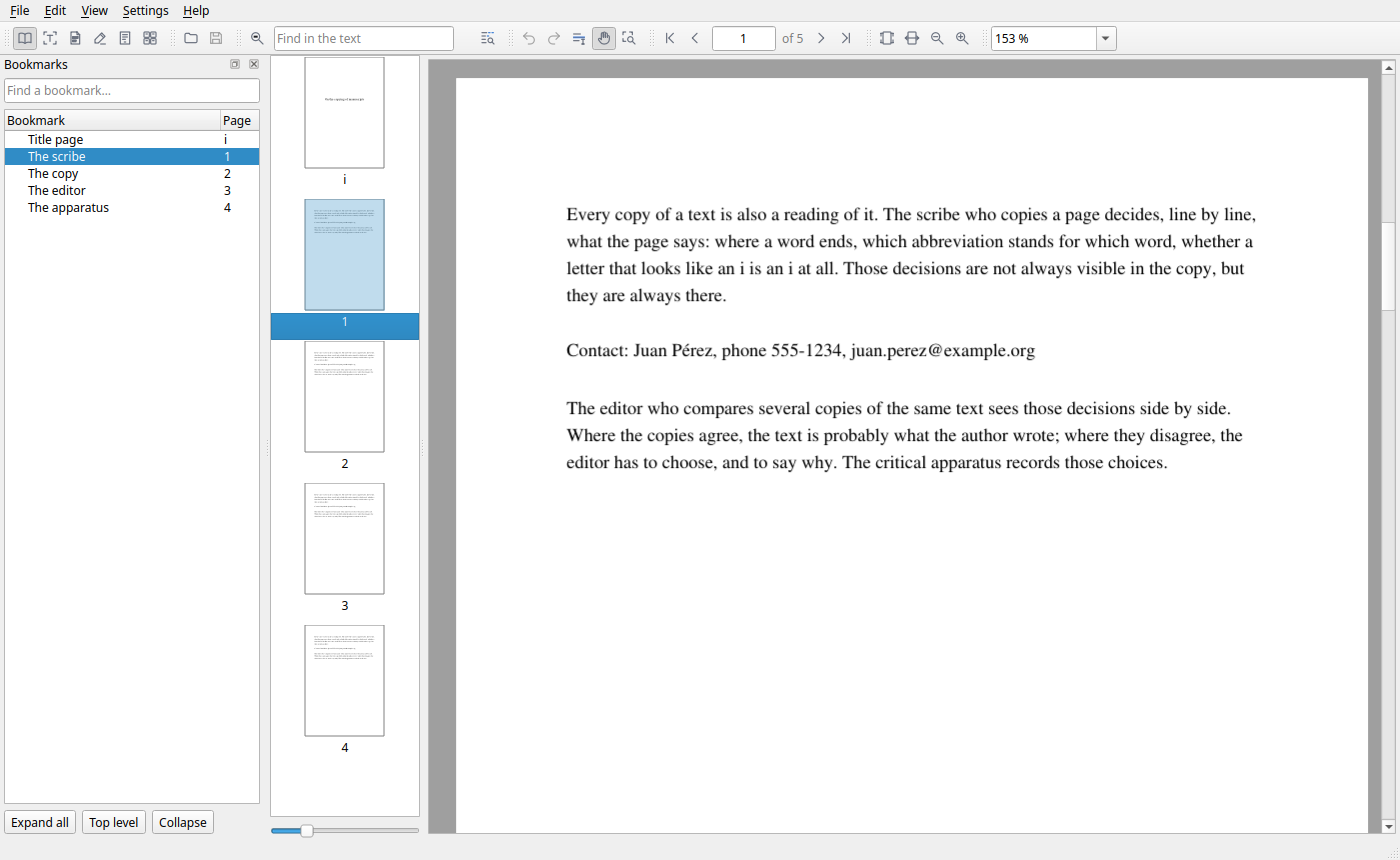 File Edit View Settings Help
Find in the text
1 of 5
153 %
Bookmarks
Find a bookmark...
Bookmark Page
Title page i
The scribe 1
The copy 2
The editor 3
The apparatus 4
Expand all Top level Collapse
i
1
2
3
4
Every copy of a text is also a reading of it. The scribe who copies a page decides, line by line,
what the page says: where a word ends, which abbreviation stands for which word, whether a
letter that looks like an i is an i at all. Those decisions are not always visible in the copy, but
they are always there.
Contact: Juan Pérez, phone 555-1234, juan.perez@example.org
The editor who compares several copies of the same text sees those decisions side by side.
Where the copies agree, the text is probably what the author wrote; where they disagree, the
editor has to choose, and to say why. The critical apparatus records those choices.